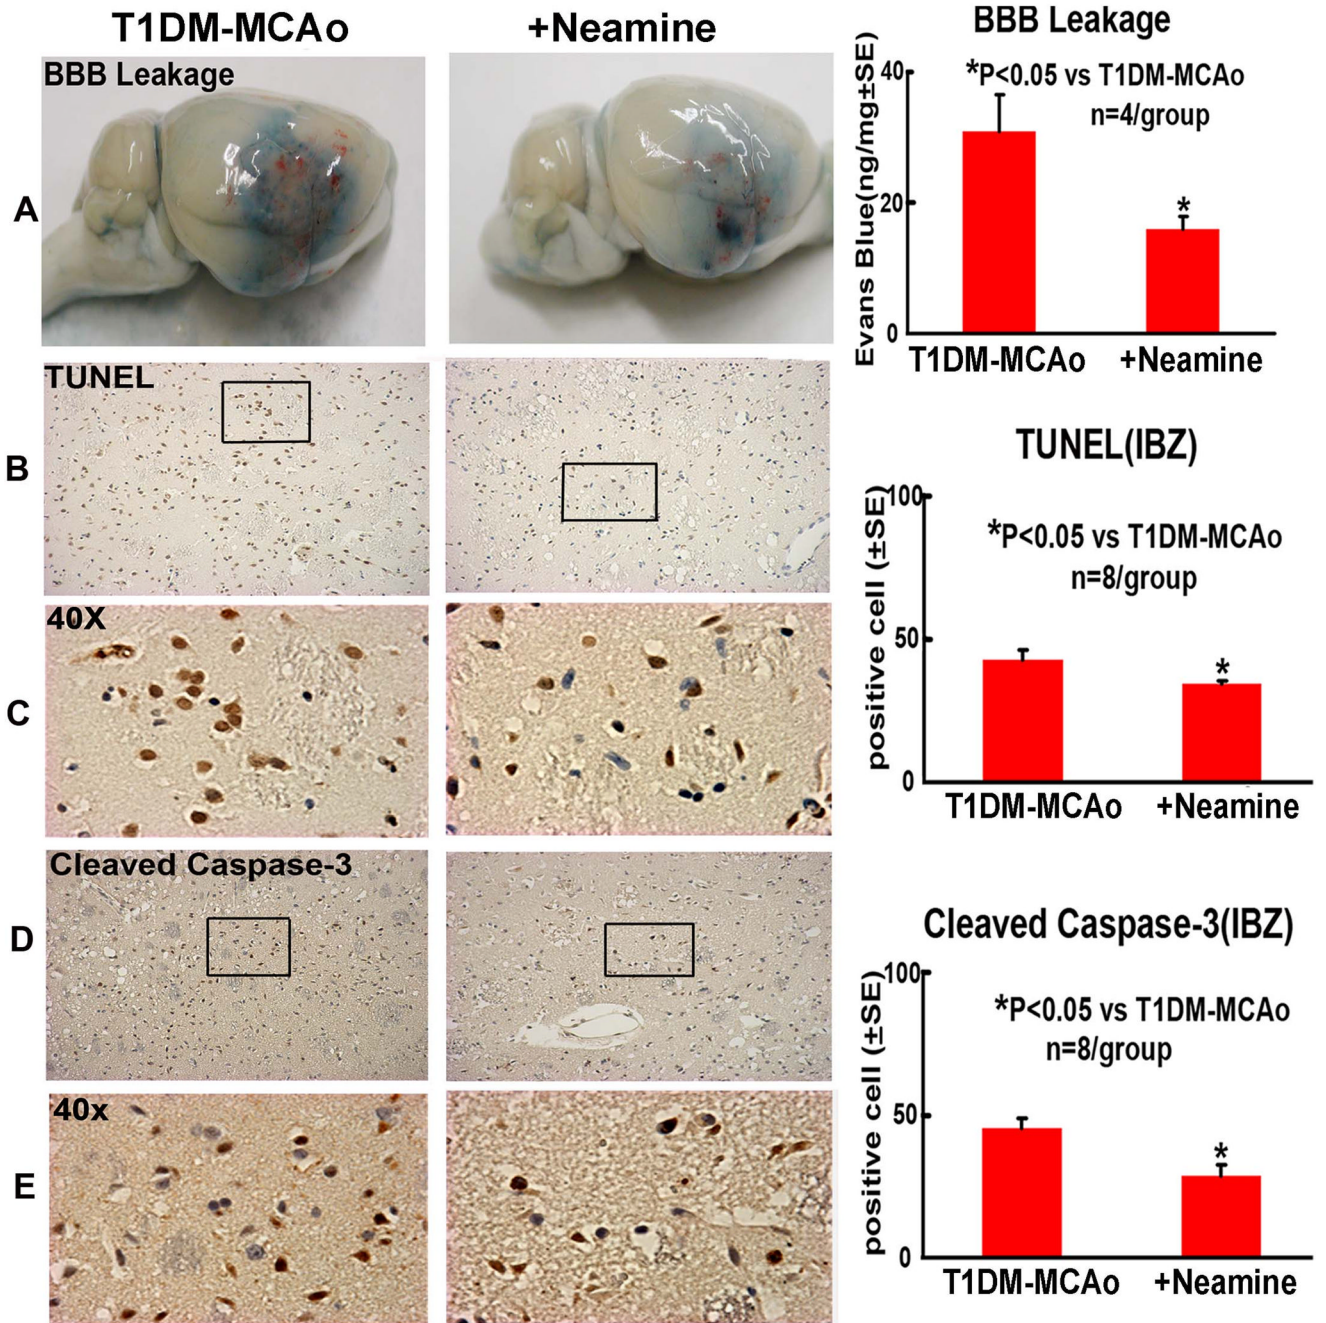 T1DM-MCAo
+Neamine
BBB Leakage
A
BBB Leakage
Evans Blue(ng/mg±SE)
*P<0.05 vs T1DM-MCAo
n=4/group
40
20
0
*
T1DM-MCAo
+Neamine
TUNEL
B
40X
C
TUNEL(IBZ)
positive cell (±SE)
*P<0.05 vs T1DM-MCAo
n=8/group
100
50
0
*
T1DM-MCAo
+Neamine
Cleaved Caspase-3
D
40x
E
Cleaved Caspase-3(IBZ)
positive cell (±SE)
*P<0.05 vs T1DM-MCAo
n=8/group
100
50
0
*
T1DM-MCAo
+Neamine